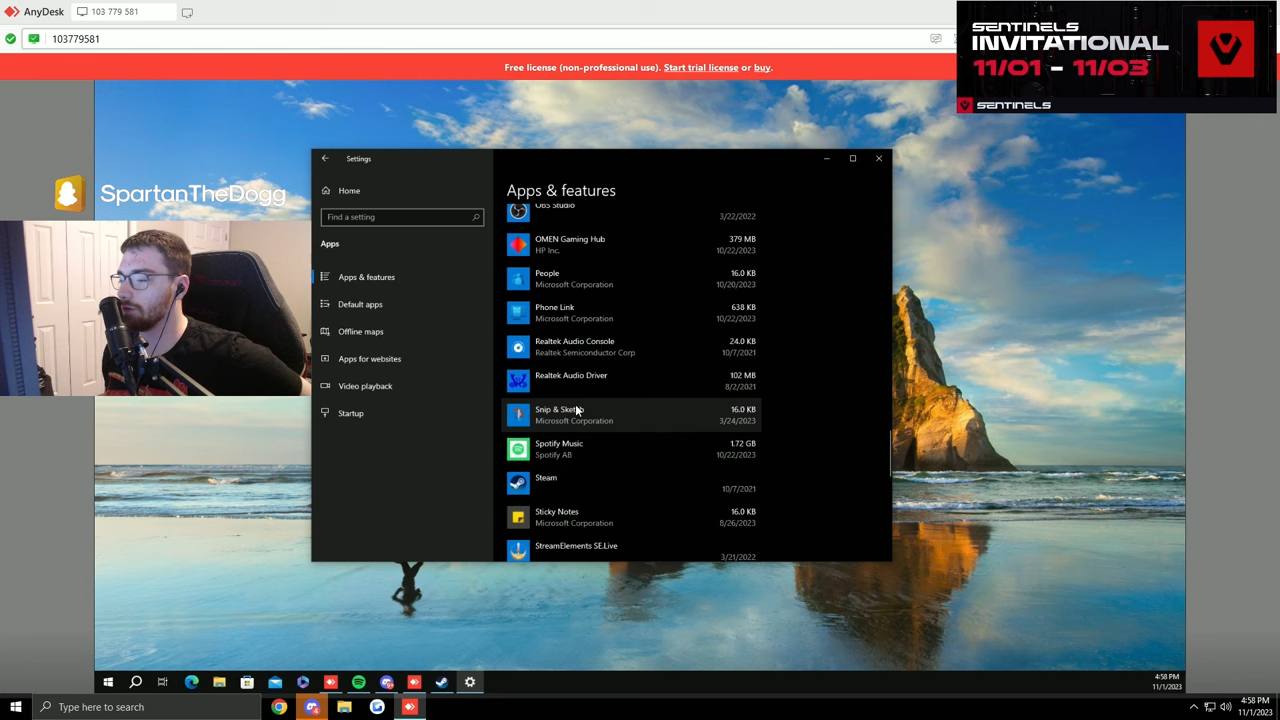 AnyDesk
103 779 581
103779581
Free license (non-professional use). Start trial license or buy.
SENTINELS
INVITATIONAL
11/01 - 11/03
SENTINELS
SpartanTheDogg
Settings
Home
Find a setting
Apps
Apps & features
Default apps
Offline maps
Apps for websites
Video playback
Startup
Apps & features
OBS Studio
3/22/2022
OMEN Gaming Hub
379 MB
HP Inc.
10/22/2023
People
16.0 KB
Microsoft Corporation
10/20/2023
Phone Link
638 KB
Microsoft Corporation
10/22/2023
Realtek Audio Console
24.0 KB
Realtek Semiconductor Corp
10/7/2021
Realtek Audio Driver
102 MB
8/2/2021
Snip & Sketch
16.0 KB
Microsoft Corporation
3/24/2023
Spotify Music
1.72 GB
Spotify AB
10/22/2023
Steam
10/7/2021
Sticky Notes
16.0 KB
Microsoft Corporation
8/26/2023
StreamElements SE.Live
3/21/2022
4:58 PM
11/1/2023
Type here to search
4:58 PM
11/1/2023